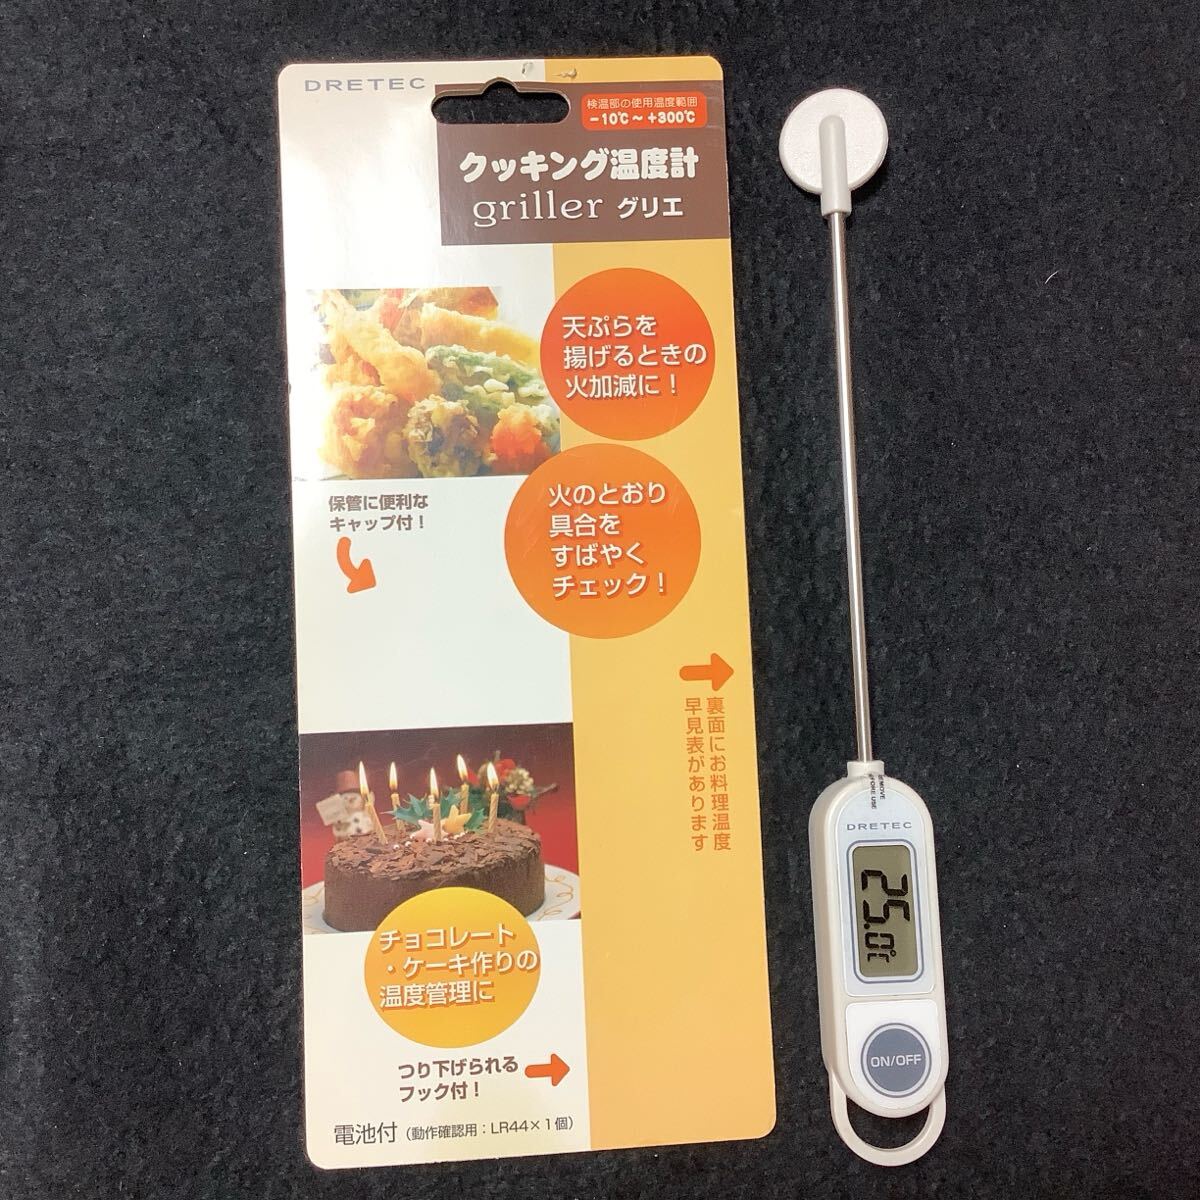 DRETEC
検温部の使用温度範囲
−10℃〜+300℃
クッキング温度計
griller グリエ
天ぷらを
揚げるときの
火加減に！
保管に便利な
キャップ付！
火のとおり
具合を
すばやく
チェック！
裏面にお料理温度
早見表があります
チョコレート
・ケーキ作りの
温度管理に
つり下げられる
フック付！
電池付（動作確認用：LR44×1個）
REMOVE
BEFORE USE
DRETEC
25.0℃
ON/OFF